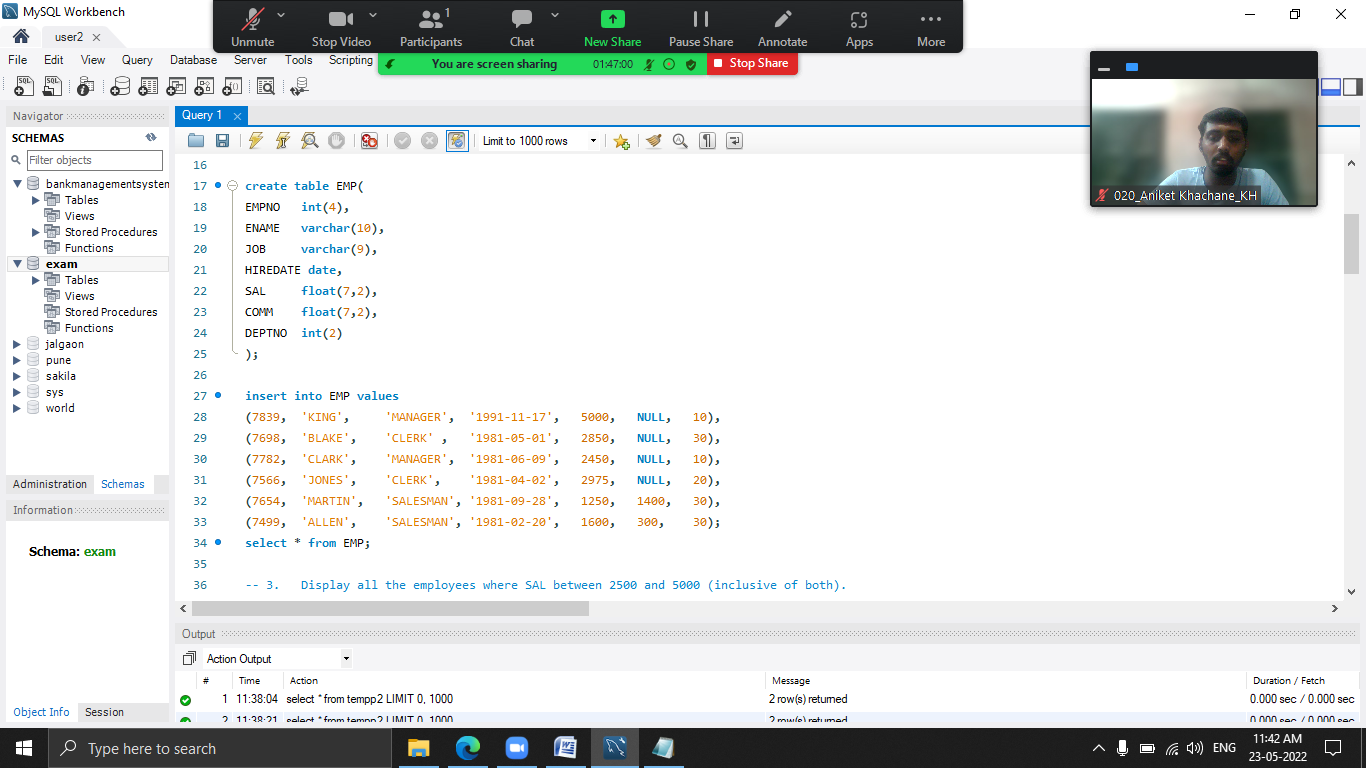 MySQL Workbench
user2
File Edit View Query Database Server Tools Scripting
Unmute Stop Video 1 Participants Chat New Share Pause Share Annotate Apps More
You are screen sharing 01:47:00 Stop Share
020_Aniket Khachane_KH
Navigator
SCHEMAS
Filter objects
bankmanagementsystem
Tables
Views
Stored Procedures
Functions
exam
Tables
Views
Stored Procedures
Functions
jalgaon
pune
sakila
sys
world
Administration Schemas
Information
Schema: exam
Object Info Session
Query 1
Limit to 1000 rows
16
17 create table EMP(
18 EMPNO int(4),
19 ENAME varchar(10),
20 JOB varchar(9),
21 HIREDATE date,
22 SAL float(7,2),
23 COMM float(7,2),
24 DEPTNO int(2)
25 );
26
27 insert into EMP values
28 (7839, 'KING', 'MANAGER', '1991-11-17', 5000, NULL, 10),
29 (7698, 'BLAKE', 'CLERK' , '1981-05-01', 2850, NULL, 30),
30 (7782, 'CLARK', 'MANAGER', '1981-06-09', 2450, NULL, 10),
31 (7566, 'JONES', 'CLERK', '1981-04-02', 2975, NULL, 20),
32 (7654, 'MARTIN', 'SALESMAN', '1981-09-28', 1250, 1400, 30),
33 (7499, 'ALLEN', 'SALESMAN', '1981-02-20', 1600, 300, 30);
34 select * from EMP;
35
36 -- 3. Display all the employees where SAL between 2500 and 5000 (inclusive of both).
Output
Action Output
# Time Action Message Duration / Fetch
1 11:38:04 select * from tempp2 LIMIT 0, 1000 2 row(s) returned 0.000 sec / 0.000 sec
2 11:38:21 select * from tempp2 LIMIT 0, 1000 2 row(s) returned 0.000 sec / 0.000 sec
Type here to search
ENG
11:42 AM
23-05-2022